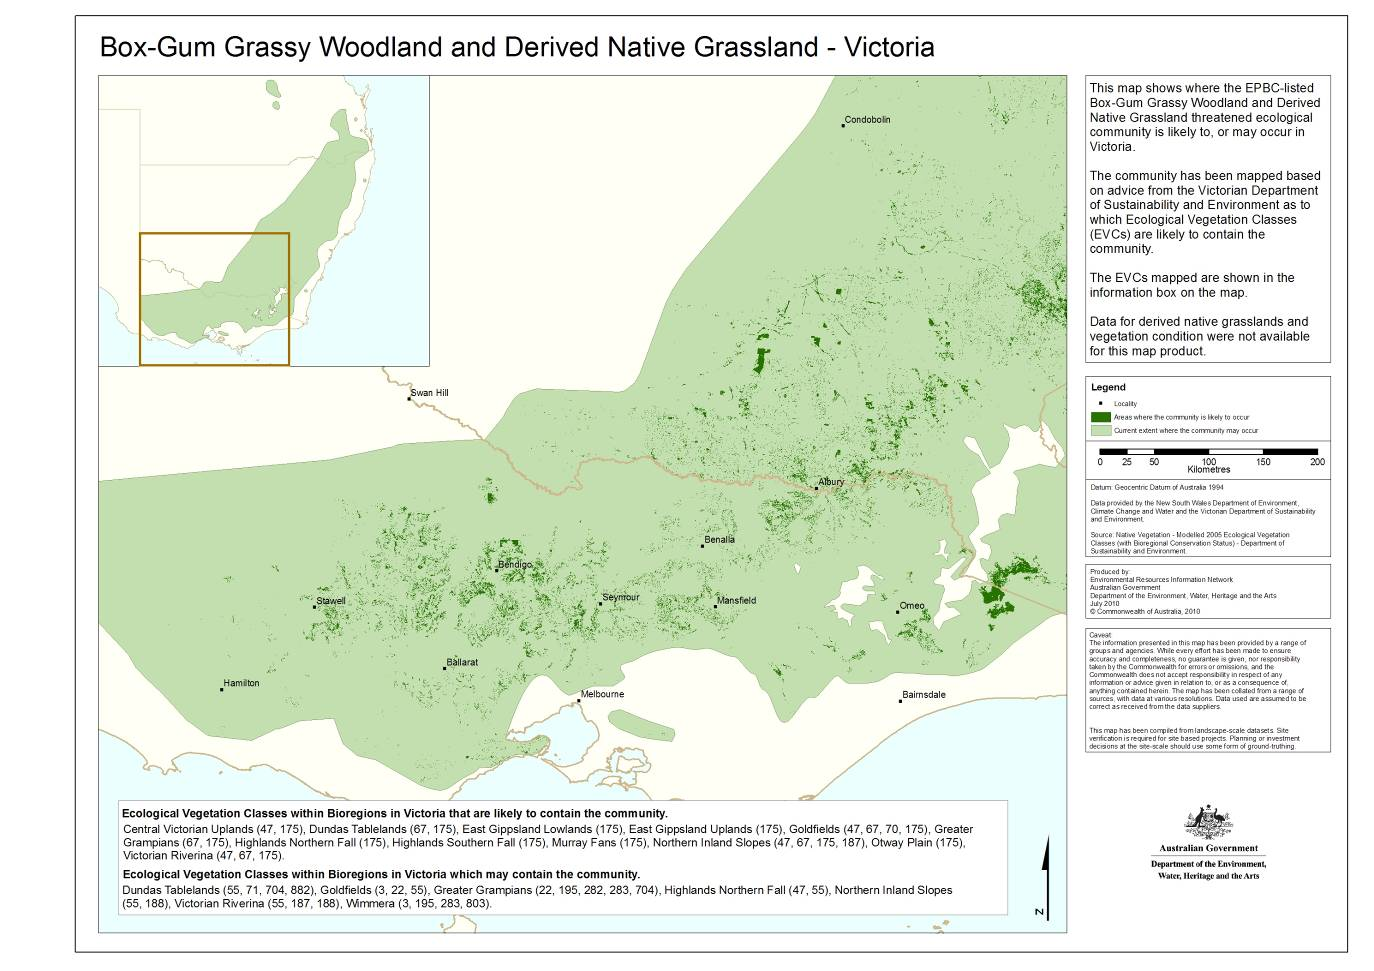 Box-Gum Grassy Woodland and Derived Native Grassland - Victoria
Condobolin
Swan Hill
Albury
Benalla
Bendigo
Stawell
Seymour
Mansfield
Omeo
Ballarat
Hamilton
Melbourne
Bairnsdale
Ecological Vegetation Classes within Bioregions in Victoria that are likely to contain the community.
Central Victorian Uplands (47, 175), Dundas Tablelands (67, 175), East Gippsland Lowlands (175), East Gippsland Uplands (175), Goldfields (47, 67, 70, 175), Greater
Grampians (67, 175), Highlands Northern Fall (175), Highlands Southern Fall (175), Murray Fans (175), Northern Inland Slopes (47, 67, 175, 187), Otway Plain (175),
Victorian Riverina (47, 67, 175).
Ecological Vegetation Classes within Bioregions in Victoria which may contain the community.
Dundas Tablelands (55, 71, 704, 882), Goldfields (3, 22, 55), Greater Grampians (22, 195, 282, 283, 704), Highlands Northern Fall (47, 55), Northern Inland Slopes
(55, 188), Victorian Riverina (55, 187, 188), Wimmera (3, 195, 283, 803).
N
This map shows where the EPBC-listed
Box-Gum Grassy Woodland and Derived
Native Grassland threatened ecological
community is likely to, or may occur in
Victoria.
The community has been mapped based
on advice from the Victorian Department
of Sustainability and Environment as to
which Ecological Vegetation Classes
(EVCs) are likely to contain the
community.
The EVCs mapped are shown in the
information box on the map.
Data for derived native grasslands and
vegetation condition were not available
for this map product.
Legend
Locality
Areas where the community is likely to occur
Current extent where the community may occur
0 25 50 100 150 200
Kilometres
Datum: Geocentric Datum of Australia 1994
Data provided by the New South Wales Department of Environment,
Climate Change and Water and the Victorian Department of Sustainability
and Environment.
Source: Native Vegetation - Modelled 2005 Ecological Vegetation
Classes (with Bioregional Conservation Status) - Department of
Sustainability and Environment
Produced by:
Environmental Resources Information Network
Australian Government
Department of the Environment, Water, Heritage and the Arts
July 2010
© Commonwealth of Australia, 2010
Caveat:
The information presented in this map has been provided by a range of
groups and agencies. While every effort has been made to ensure
accuracy and completeness, no guarantee is given, nor responsibility
taken by the Commonwealth for errors or omissions, and the
Commonwealth does not accept responsibility in respect of any
information or advice given in relation to, or as a consequence of,
anything contained herein. The map has been collated from a range of
sources, with data at various resolutions. Data used are assumed to be
correct as received from the data suppliers.
This map has been compiled from landscape-scale datasets. Site
verification is required for site based projects. Planning or investment
decisions at the site-scale should use some form of ground-truthing.
Australian Government
Department of the Environment,
Water, Heritage and the Arts